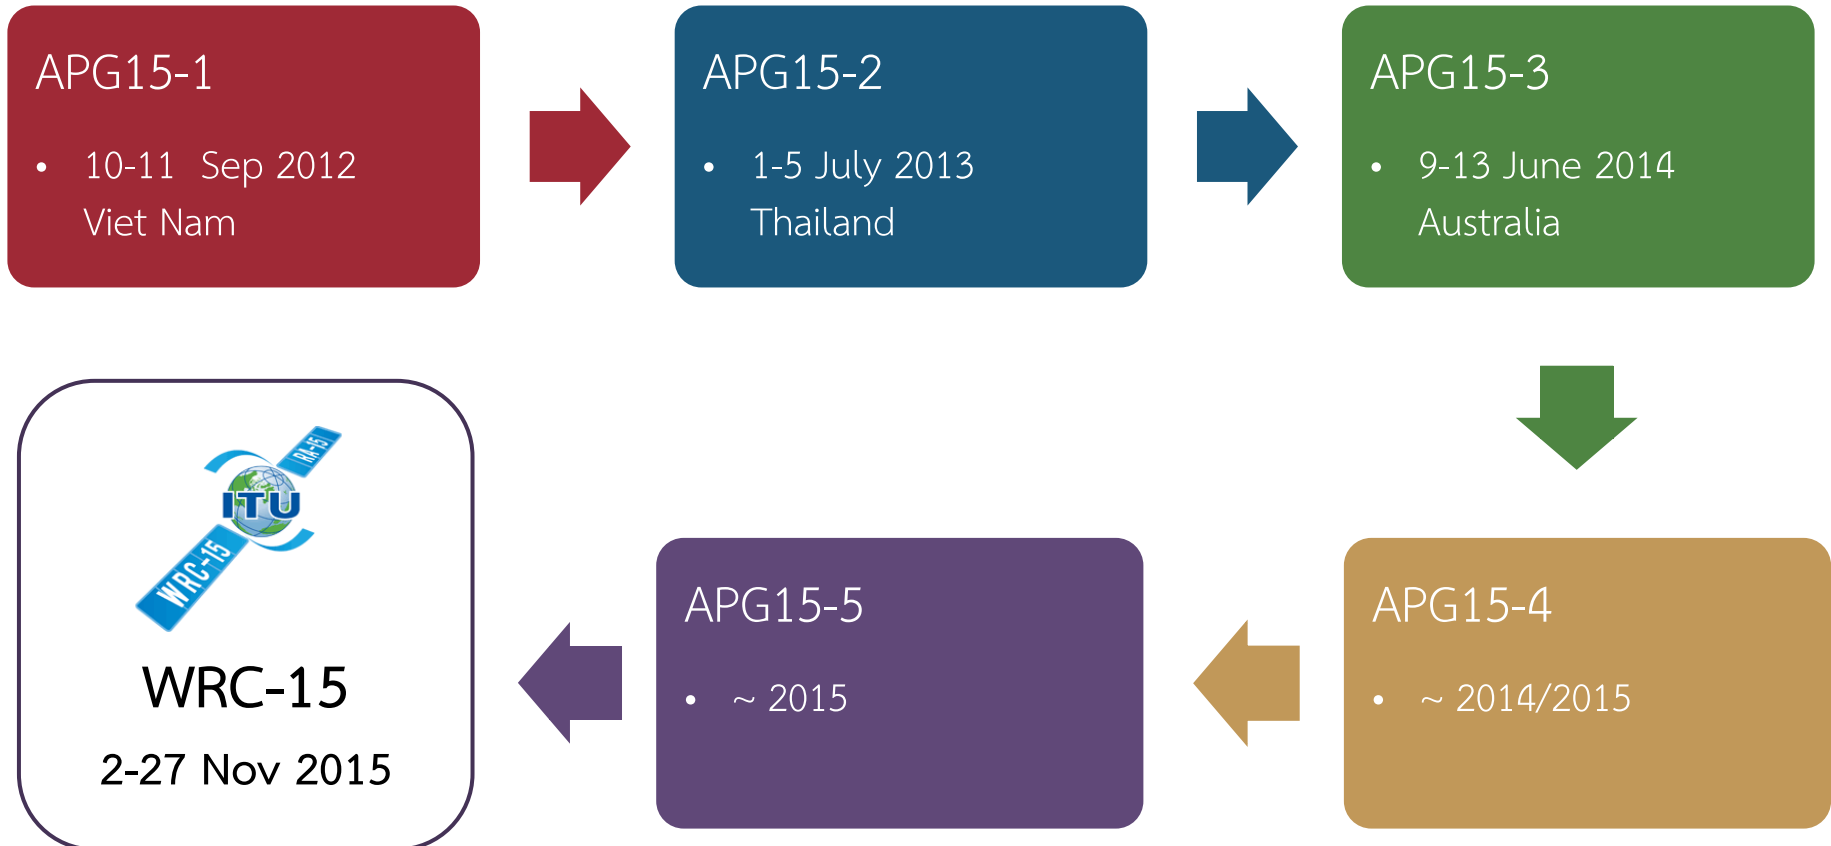 APG15-1
• 10-11 Sep 2012
Viet Nam
APG15-2
• 1-5 July 2013
Thailand
APG15-3
• 9-13 June 2014
Australia
APG15-4
• ~ 2014/2015
APG15-5
• ~ 2015
RA-15
ITU
WRC-15
WRC-15
2-27 Nov 2015